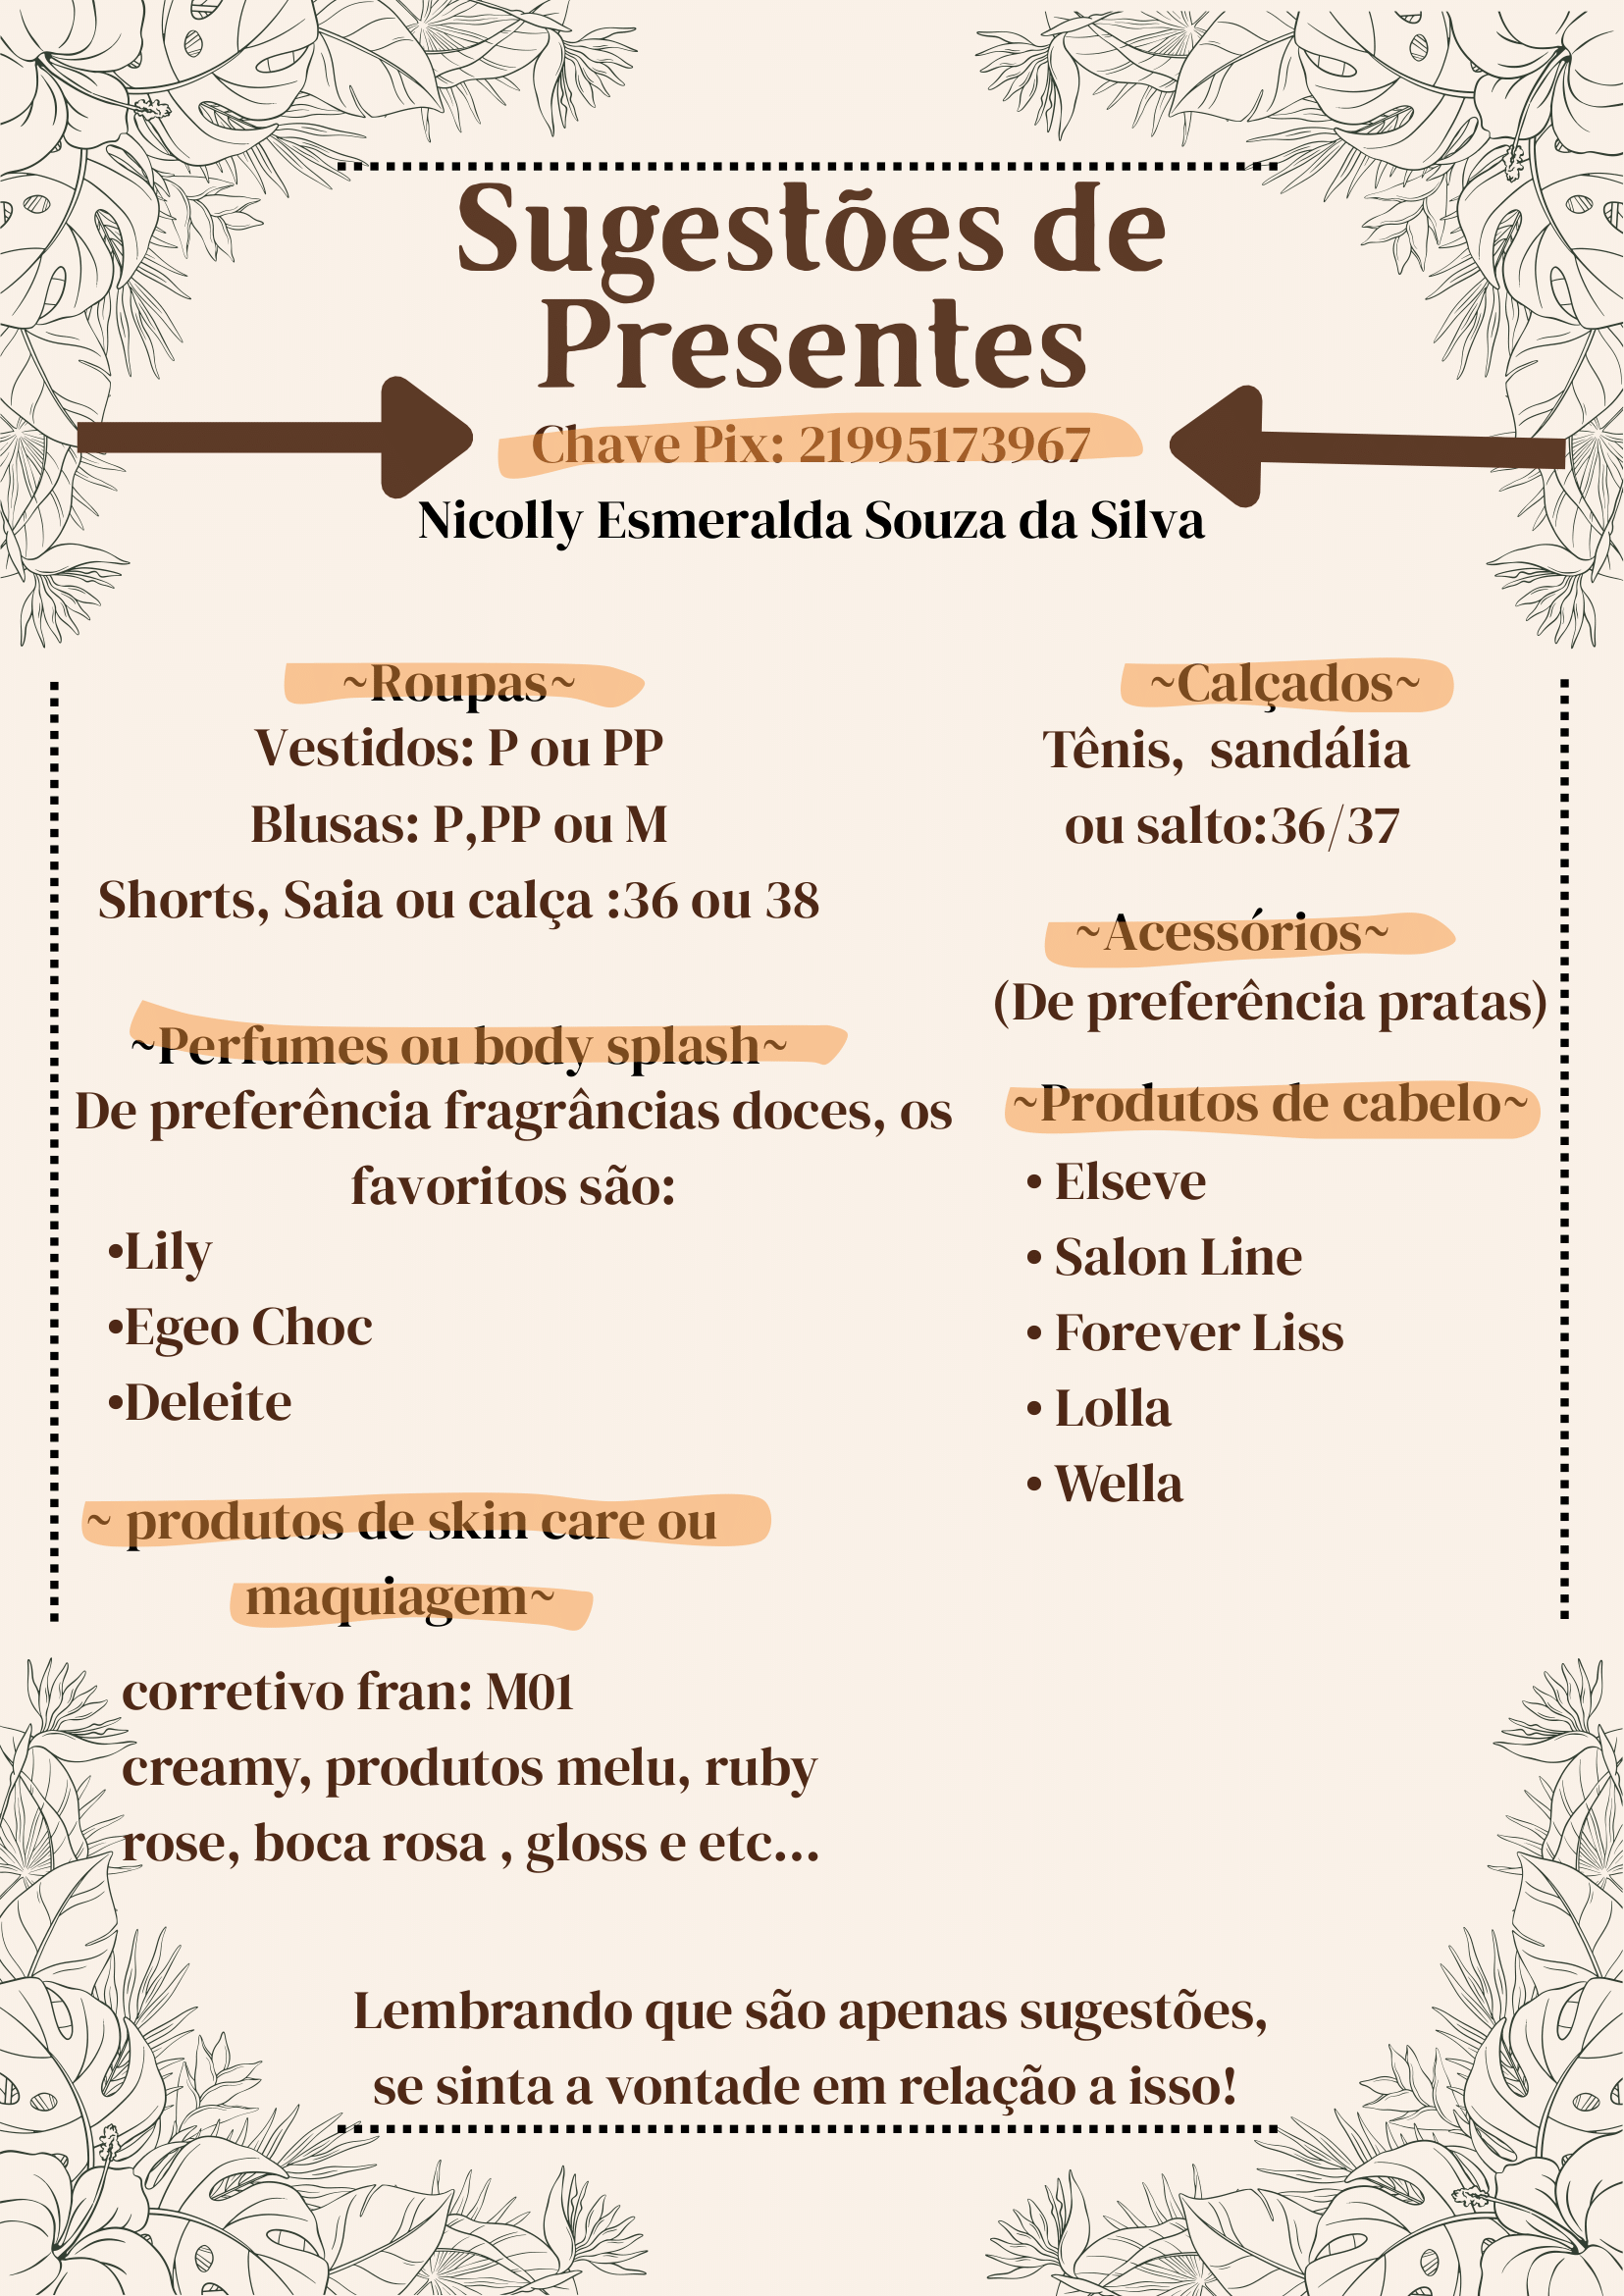 Sugestões de
Presentes
Chave Pix: 21995173967
Nicolly Esmeralda Souza da Silva
~Roupas~
Vestidos: P ou PP
Blusas: P,PP ou M
Shorts, Saia ou calça :36 ou 38
~Perfumes ou body splash~
De preferência fragrâncias doces, os
favoritos são:
•Lily
•Egeo Choc
•Deleite
~ produtos de skin care ou
maquiagem~
corretivo fran: M01
creamy, produtos melu, ruby
rose, boca rosa , gloss e etc...
~Calçados~
Tênis,  sandália
ou salto:36/37
~Acessórios~
(De preferência pratas)
~Produtos de cabelo~
• Elseve
• Salon Line
• Forever Liss
• Lolla
• Wella
Lembrando que são apenas sugestões,
se sinta a vontade em relação a isso!